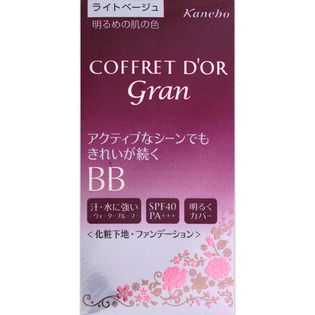 ライトベージュ
明るめの肌の色
Kanebo
COFFRET D'OR
Gran
アクティブなシーンでも
きれいが続く
BB
汗・水に強い
(ウォータープルーフ)
SPF40
PA+++
明るく
カバー
<化粧下地・ファンデーション>